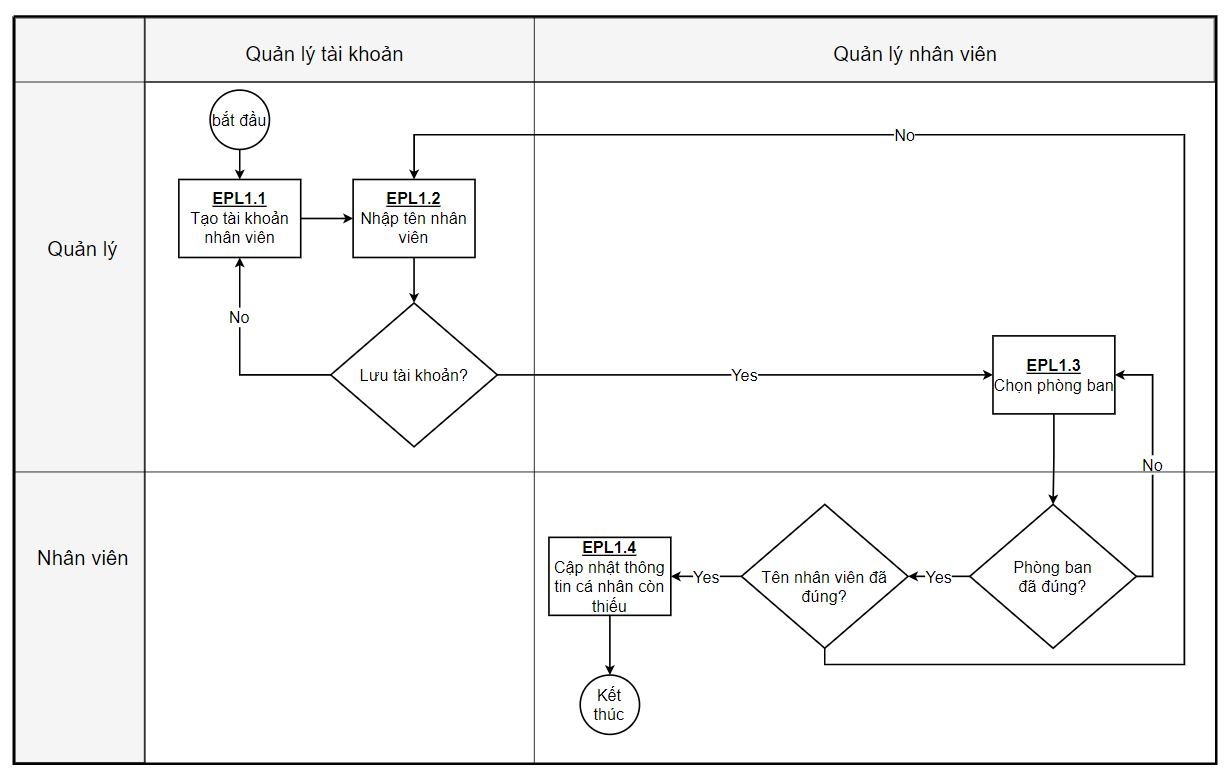 Quản lý tài khoản
Quản lý nhân viên
Quản lý
bắt đầu
No
EPL1.1
Tạo tài khoản
nhân viên
EPL1.2
Nhập tên nhân
viên
No
Lưu tài khoản?
Yes
EPL1.3
Chọn phòng ban
No
Nhân viên
EPL1.4
Cập nhật thông
tin cá nhân còn
thiếu
Yes
Tên nhân viên đã
đúng?
Yes
Phòng ban
đã đúng?
Kết
thúc